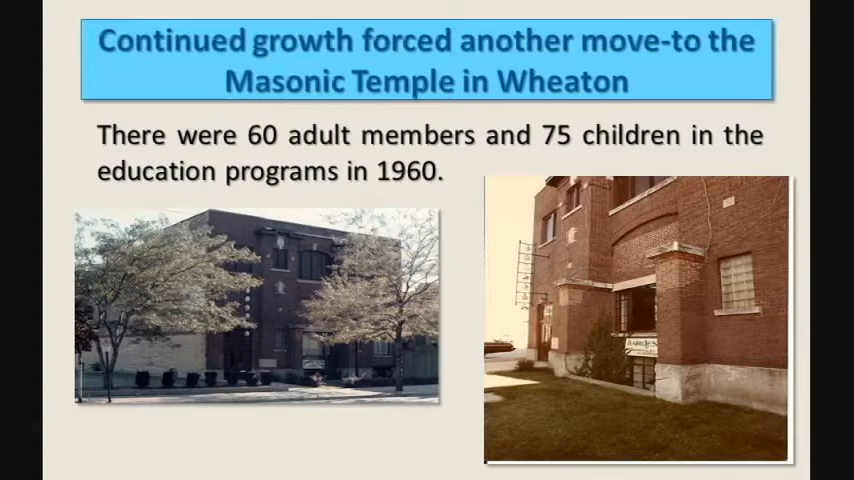 Continued growth forced another move-to the
Masonic Temple in Wheaton
There were 60 adult members and 75 children in the
education programs in 1960.